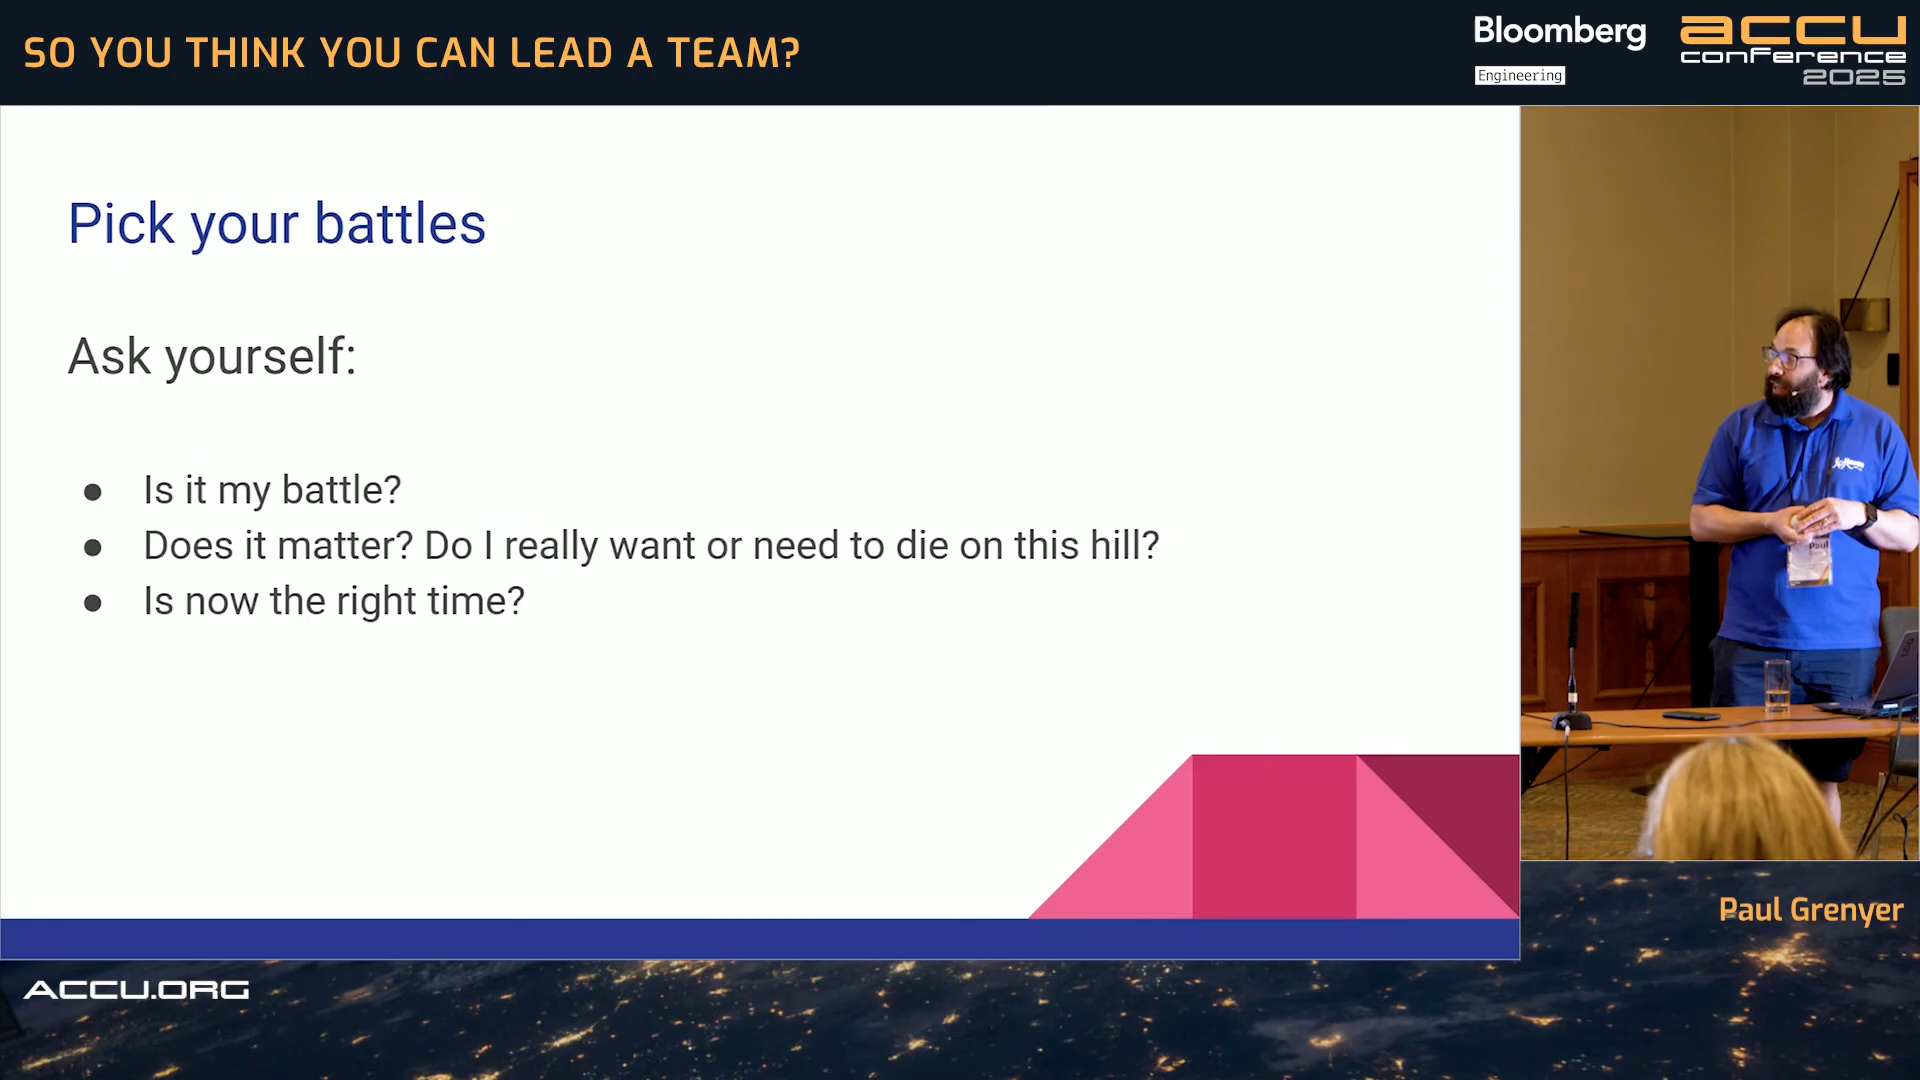 SO YOU THINK YOU CAN LEAD A TEAM?
Bloomberg
Engineering
accu
conference
2025
Pick your battles
Ask yourself:
● Is it my battle?
● Does it matter? Do I really want or need to die on this hill?
● Is now the right time?
Paul
Paul Grenyer
ACCU.ORG